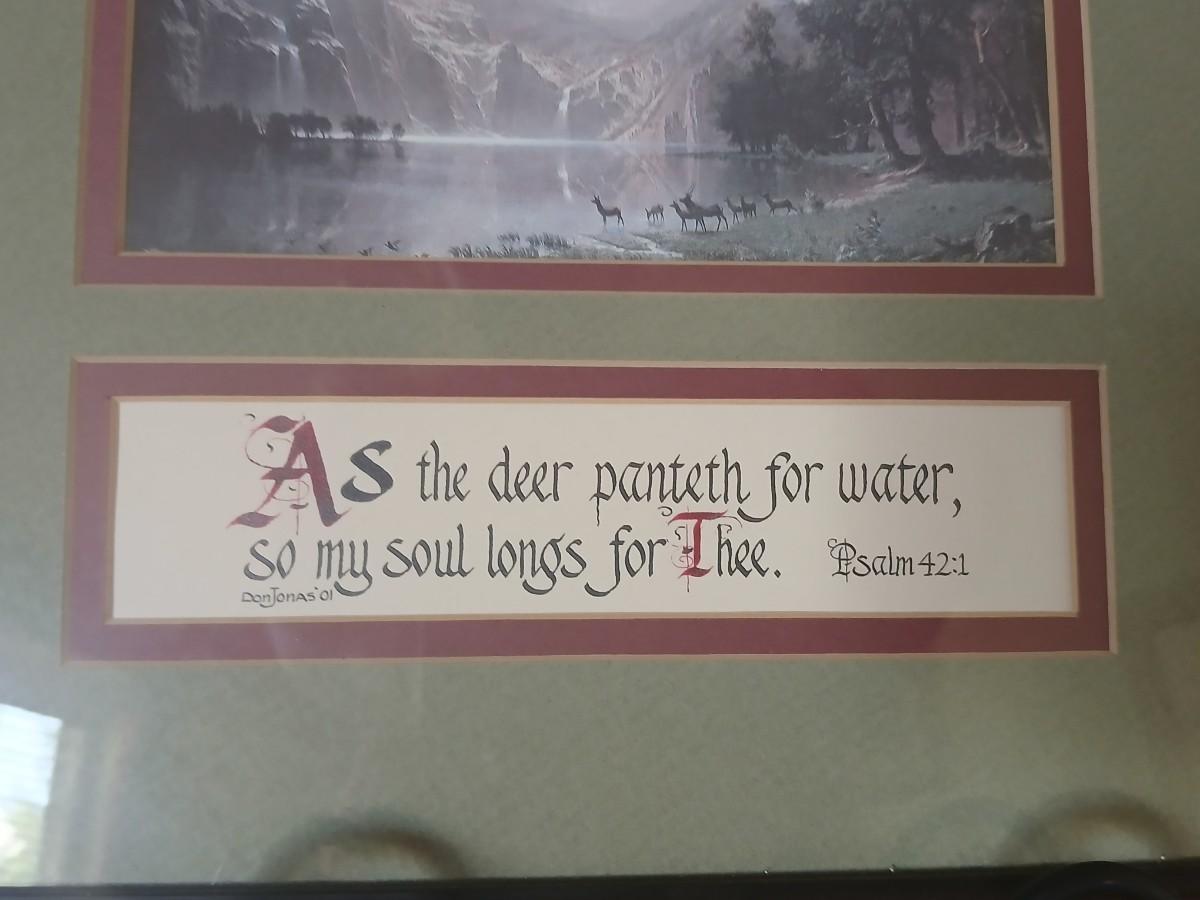 As the deer panteth for water,
so my soul longs for Thee. Psalm 42:1
DonJonas'01